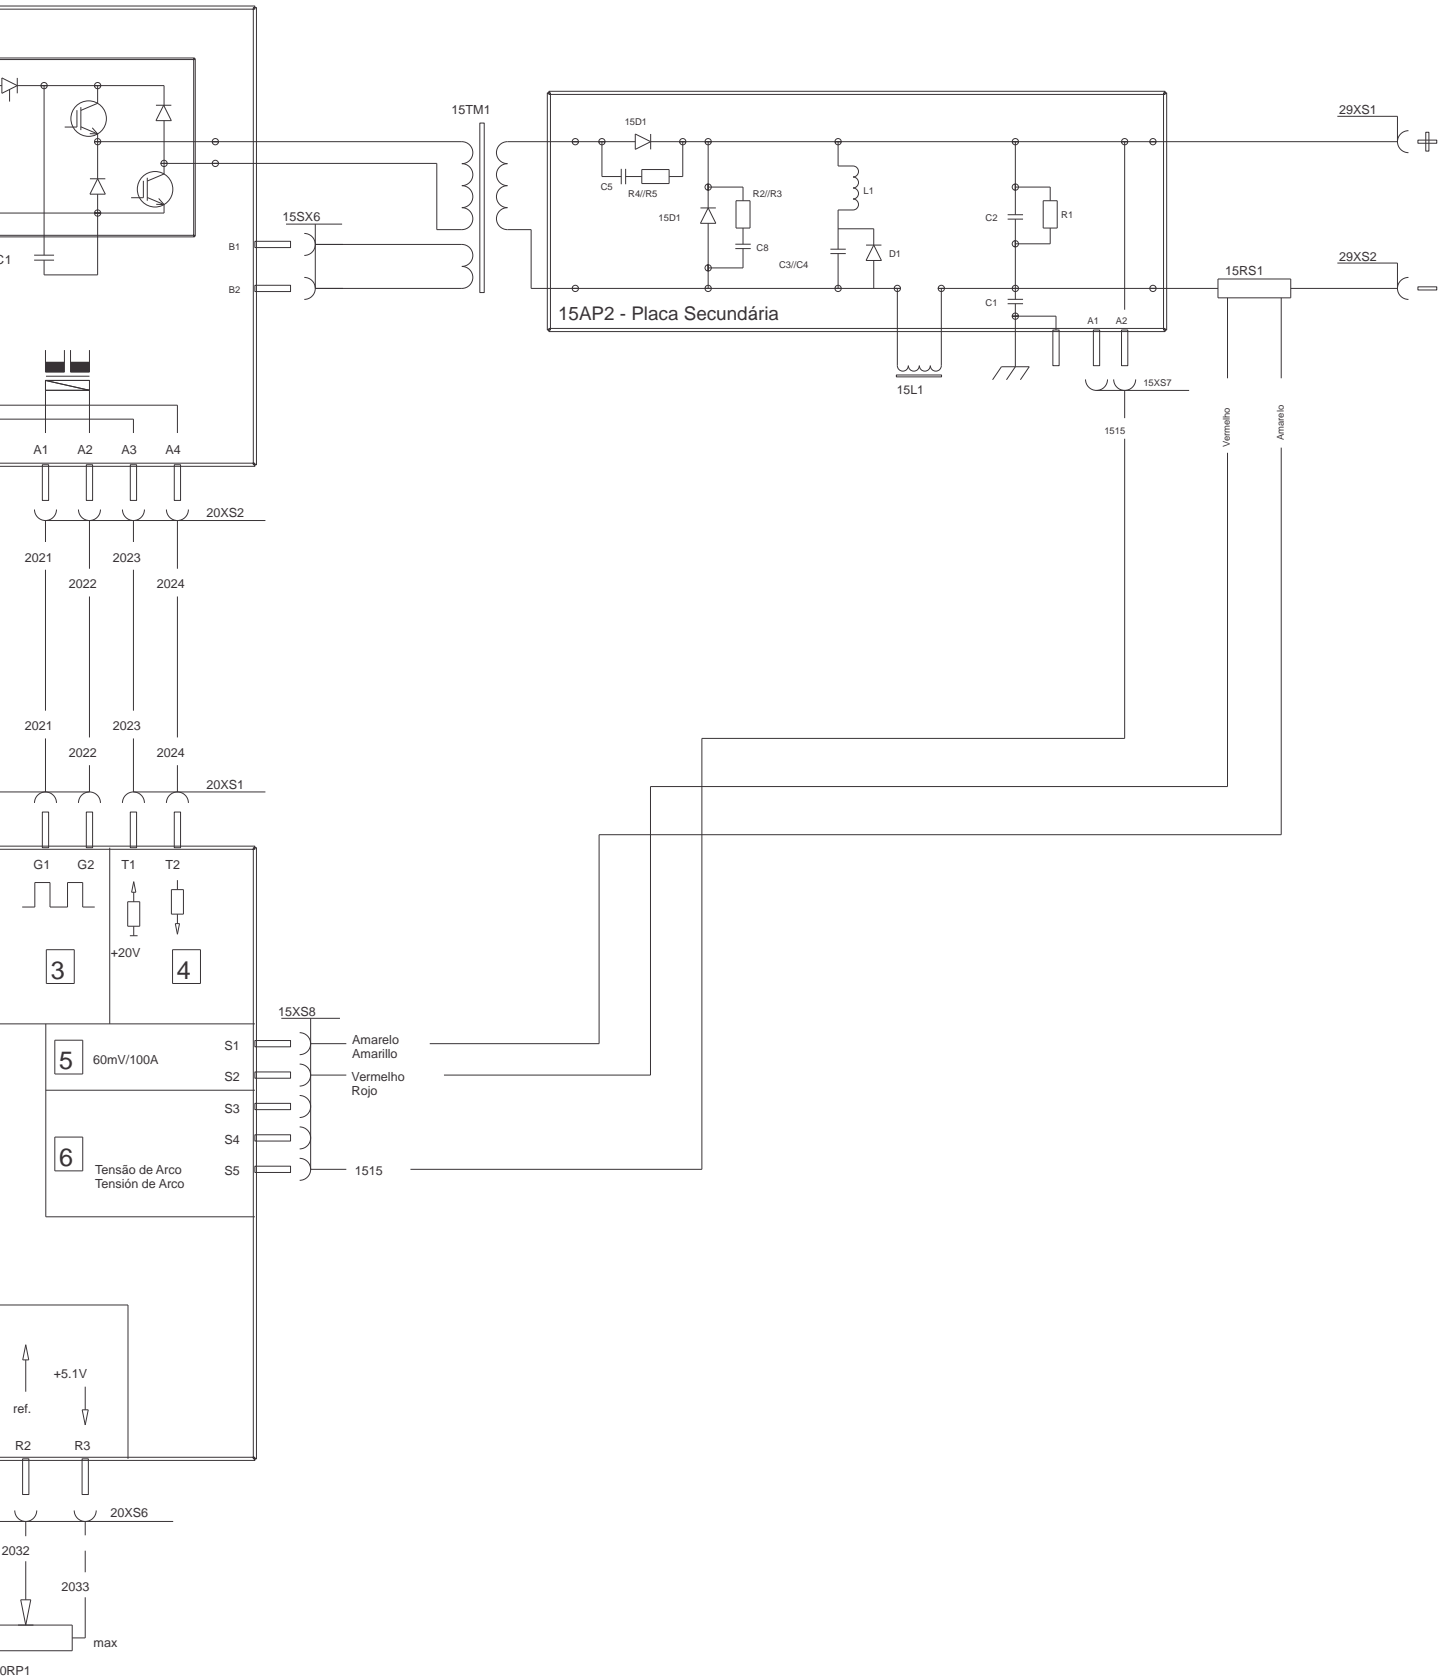 15TM1
29XS1
15D1
C5
R4//R5
R2//R3
L1
15D1
15SX6
C2
R1
B1
C8
D1
C1
C3//C4
29XS2
15RS1
B2
C1
15AP2 - Placa Secundária
A1 A2
15XS7
15L1
Vermelho
Amarelo
1515
A1 A2 A3 A4
20XS2
2021 2023
2022 2024
2021 2023
2022 2024
20XS1
G1 G2 T1 T2
+20V
3
4
15XS8
S1
Amarelo
Amarillo
5
60mV/100A
S2
Vermelho
Rojo
S3
S4
6
Tensão de Arco
Tensión de Arco
S5
1515
+5.1V
ref.
R2 R3
20XS6
2032
2033
max
0RP1